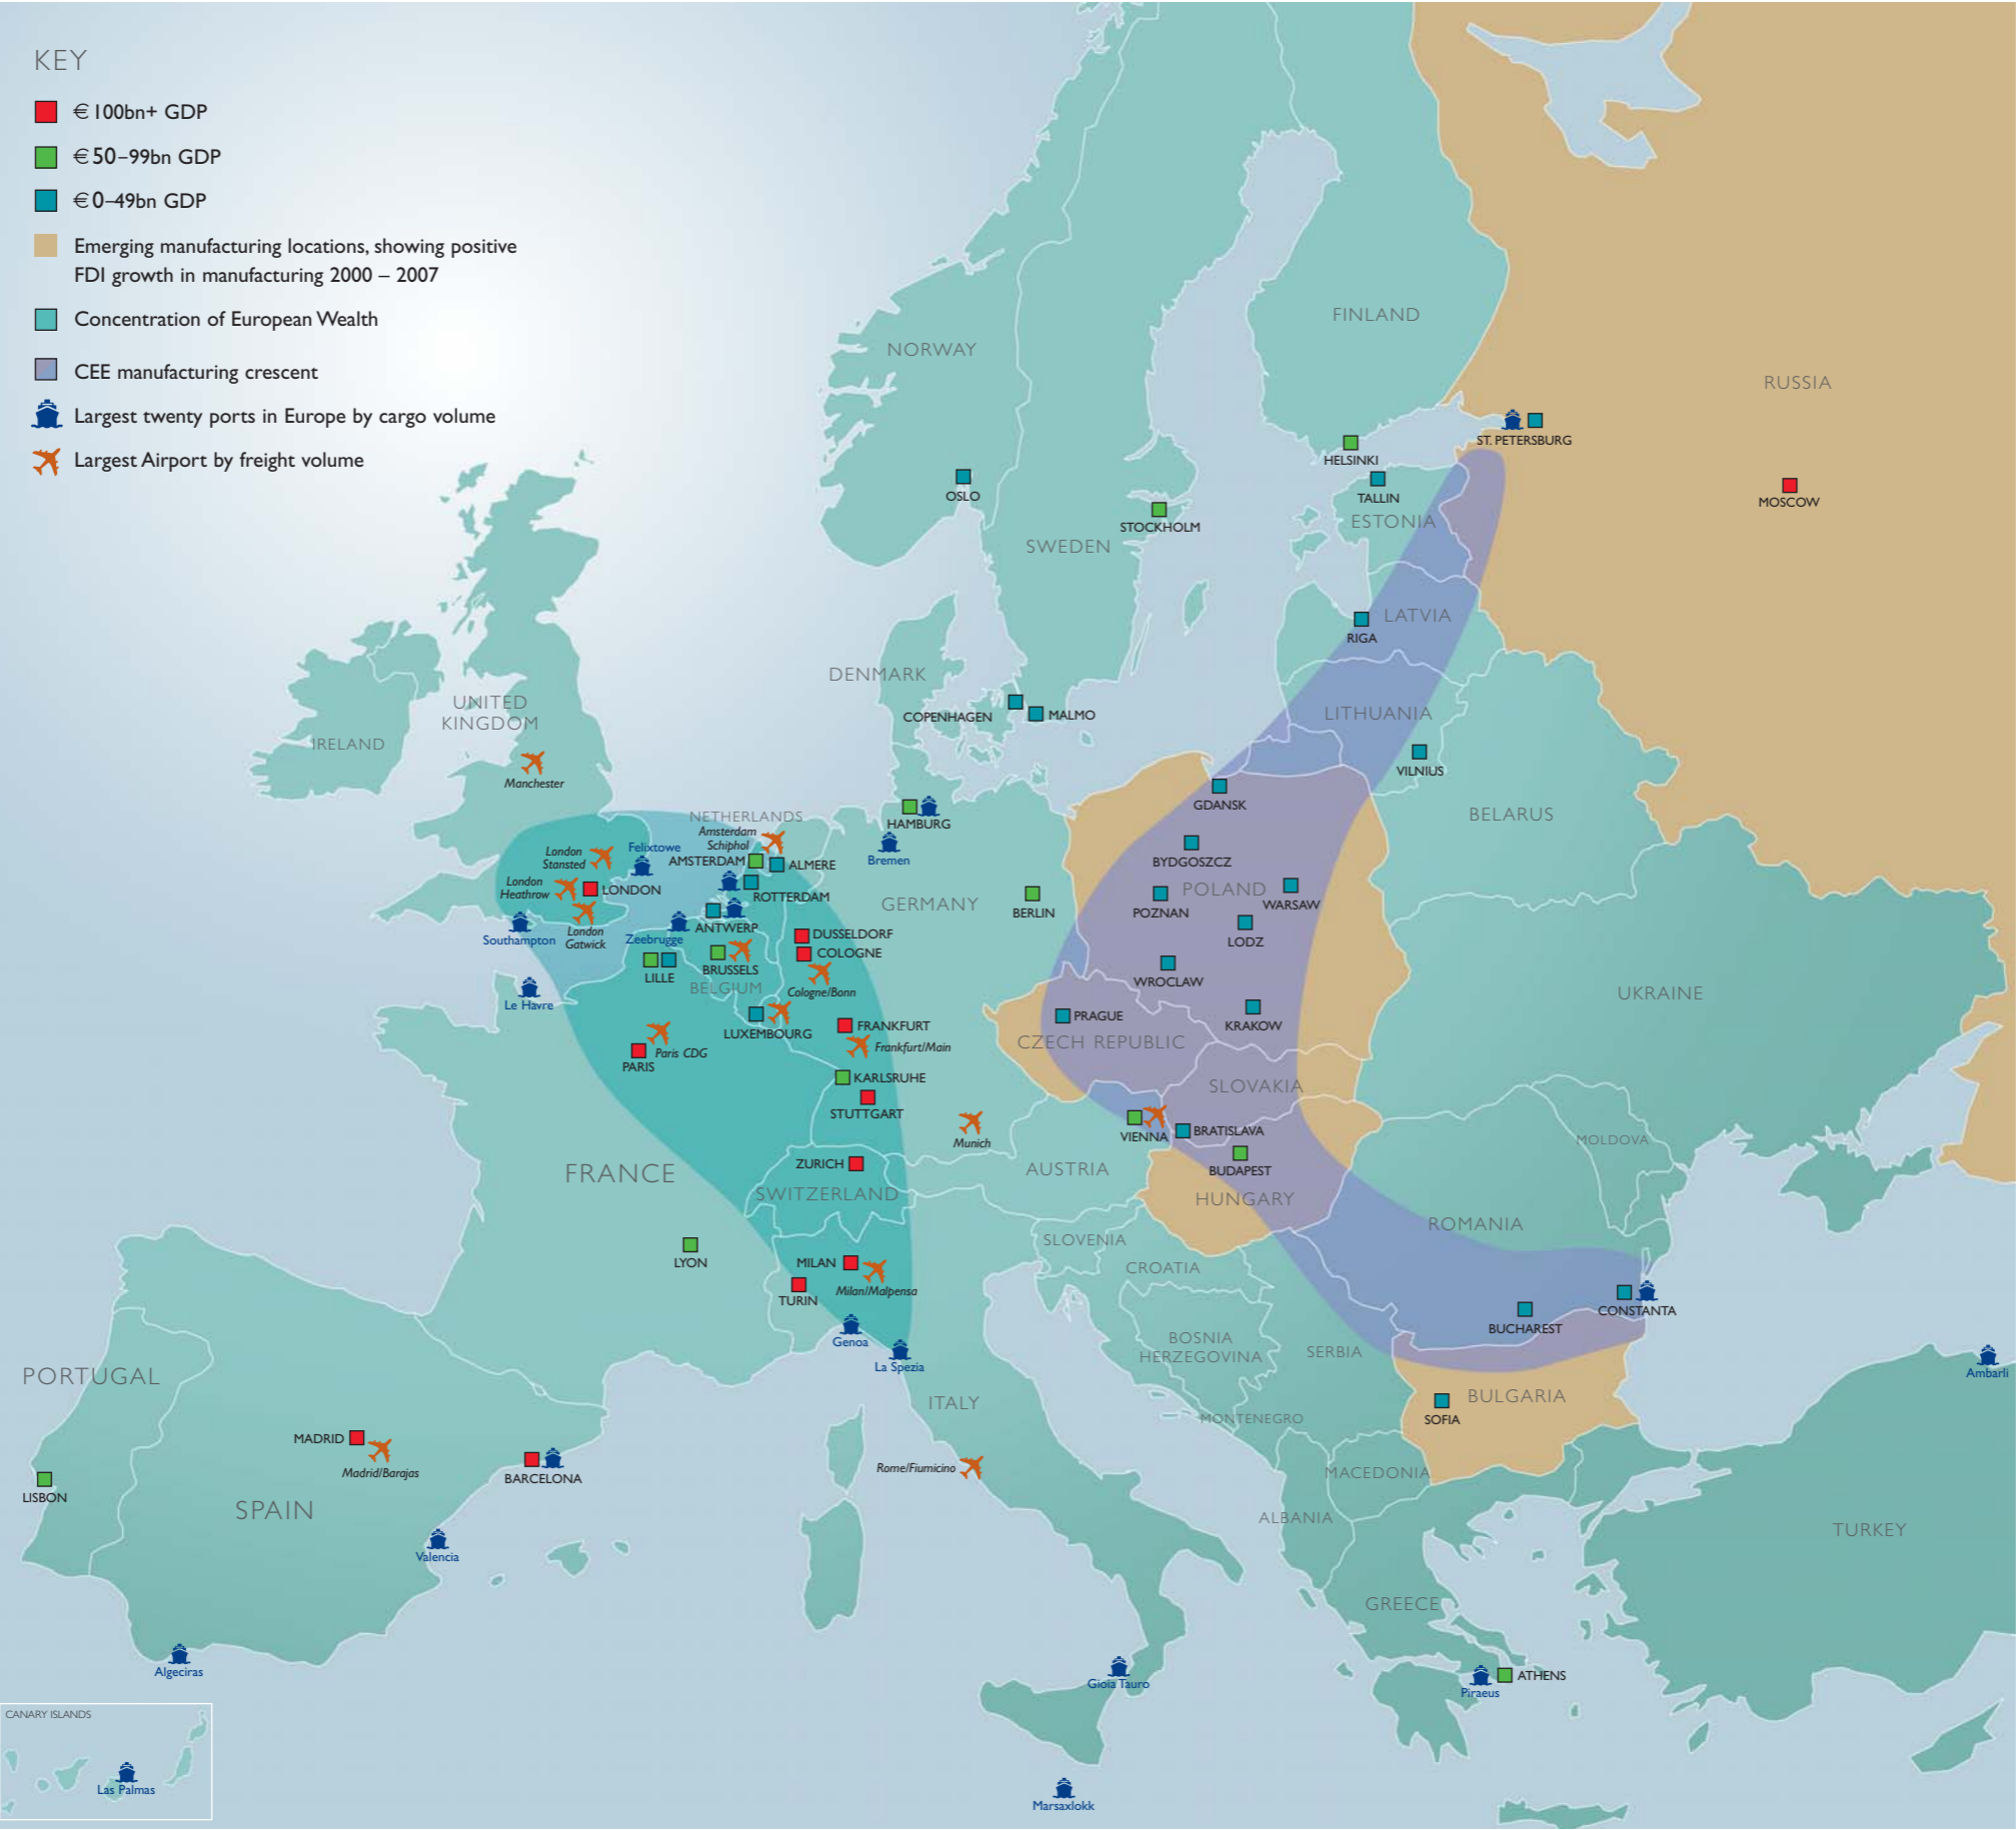 KEY
€100bn+ GDP
€50–99bn GDP
€0–49bn GDP
Emerging manufacturing locations, showing positive
FDI growth in manufacturing 2000 – 2007
Concentration of European Wealth
CEE manufacturing crescent
Largest twenty ports in Europe by cargo volume
Largest Airport by freight volume
FINLAND
NORWAY
RUSSIA
ST. PETERSBURG
HELSINKI
OSLO
TALLIN
MOSCOW
STOCKHOLM
ESTONIA
SWEDEN
LATVIA
RIGA
DENMARK
UNITED
KINGDOM
COPENHAGEN
MALMO
LITHUANIA
IRELAND
VILNIUS
Manchester
GDANSK
NETHERLANDS
BELARUS
HAMBURG
Amsterdam
Schiphol
London
Stansted
Felixtowe
AMSTERDAM
ALMERE
Bremen
BYDGOSZCZ
London
Heathrow
LONDON
ROTTERDAM
POLAND
WARSAW
GERMANY
BERLIN
POZNAN
ANTWERP
Southampton
London
Gatwick
Zeebrugge
DUSSELDORF
LODZ
COLOGNE
LILLE
BRUSSELS
BELGIUM
Cologne/Bonn
WROCLAW
UKRAINE
Le Havre
PRAGUE
LUXEMBOURG
FRANKFURT
KRAKOW
CZECH REPUBLIC
Frankfurt/Main
Paris CDG
PARIS
KARLSRUHE
SLOVAKIA
STUTTGART
VIENNA
BRATISLAVA
Munich
MOLDOVA
ZURICH
AUSTRIA
BUDAPEST
FRANCE
SWITZERLAND
HUNGARY
ROMANIA
SLOVENIA
LYON
MILAN
CROATIA
Milan/Malpensa
TURIN
CONSTANTA
BUCHAREST
Genoa
BOSNIA
HERZEGOVINA
SERBIA
La Spezia
Ambarli
PORTUGAL
ITALY
BULGARIA
SOFIA
MONTENEGRO
MADRID
Madrid/Barajas
BARCELONA
Rome/Fiumicino
MACEDONIA
LISBON
SPAIN
ALBANIA
TURKEY
Valencia
GREECE
Algeciras
Gioia Tauro
ATHENS
Piraeus
CANARY ISLANDS
Las Palmas
Marsaxlokk